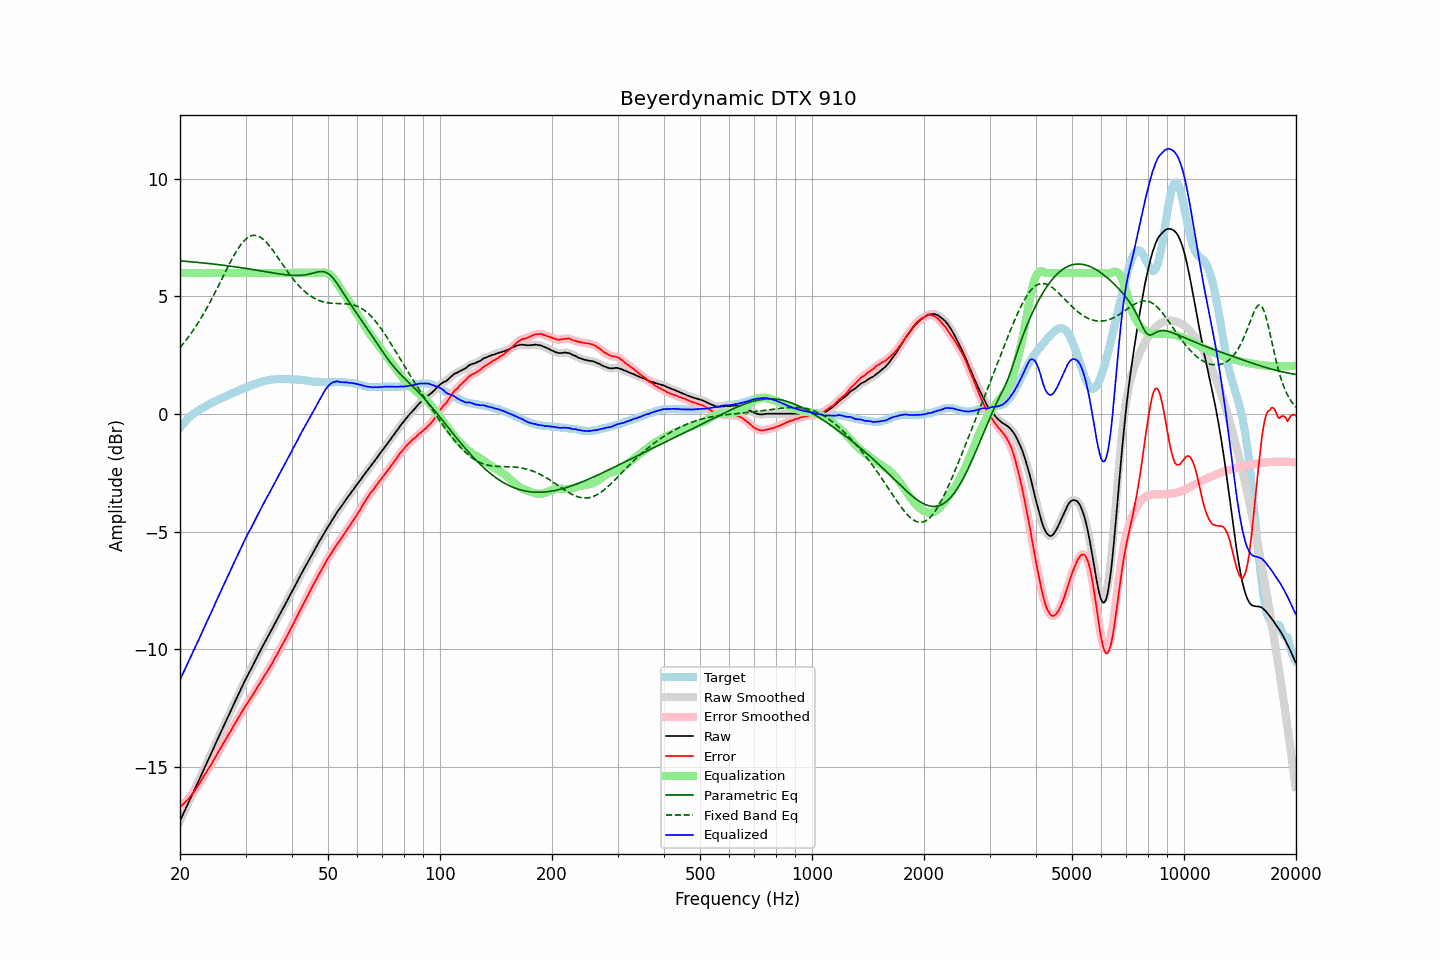 Beyerdynamic DTX 910
Amplitude (dBr)
10
5
0
−5
−10
−15
20
50
100
200
500
1000
2000
5000
10000
20000
Frequency (Hz)
Target
Raw Smoothed
Error Smoothed
Raw
Error
Equalization
Parametric Eq
Fixed Band Eq
Equalized